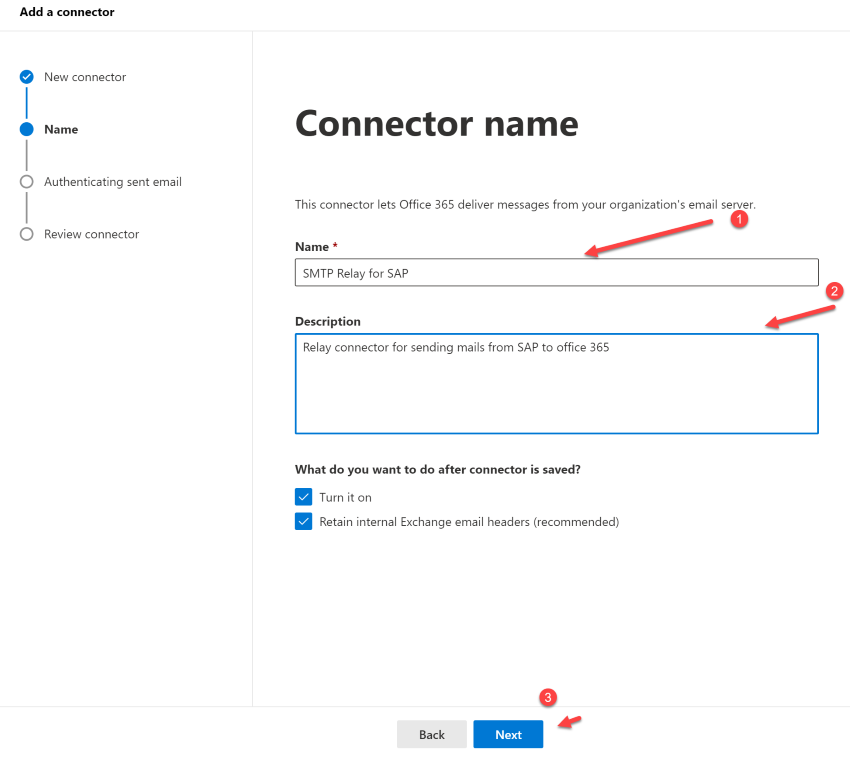 Add a connector
New connector
Name
Authenticating sent email
Review connector
Connector name
This connector lets Office 365 deliver messages from your organization's email server.
1
Name *
SMTP Relay for SAP
2
Description
Relay connector for sending mails from SAP to office 365
What do you want to do after connector is saved?
Turn it on
Retain internal Exchange email headers (recommended)
3
Back
Next